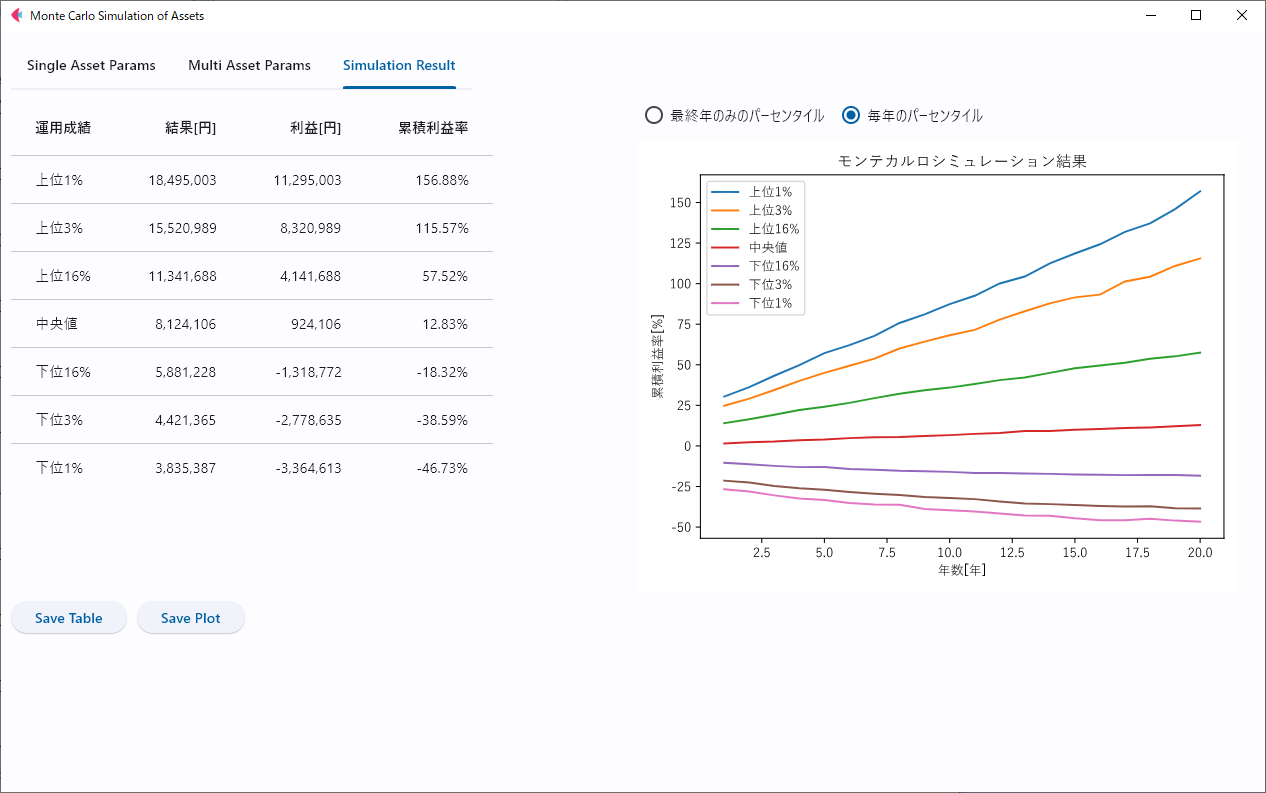 Monte Carlo Simulation of Assets
Single Asset Params Multi Asset Params Simulation Result
運用成績 結果[円] 利益[円] 累積利益率
上位1% 18,495,003 11,295,003 156.88%
上位3% 15,520,989 8,320,989 115.57%
上位16% 11,341,688 4,141,688 57.52%
中央値 8,124,106 924,106 12.83%
下位16% 5,881,228 -1,318,772 -18.32%
下位3% 4,421,365 -2,778,635 -38.59%
下位1% 3,835,387 -3,364,613 -46.73%
Save Table Save Plot
最終年のみのパーセンタイル 毎年のパーセンタイル
モンテカルロシミュレーション結果
上位1%
上位3%
上位16%
中央値
下位16%
下位3%
下位1%
累積利益率[%]
150
125
100
75
50
25
0
-25
-50
2.5 5.0 7.5 10.0 12.5 15.0 17.5 20.0
年数[年]